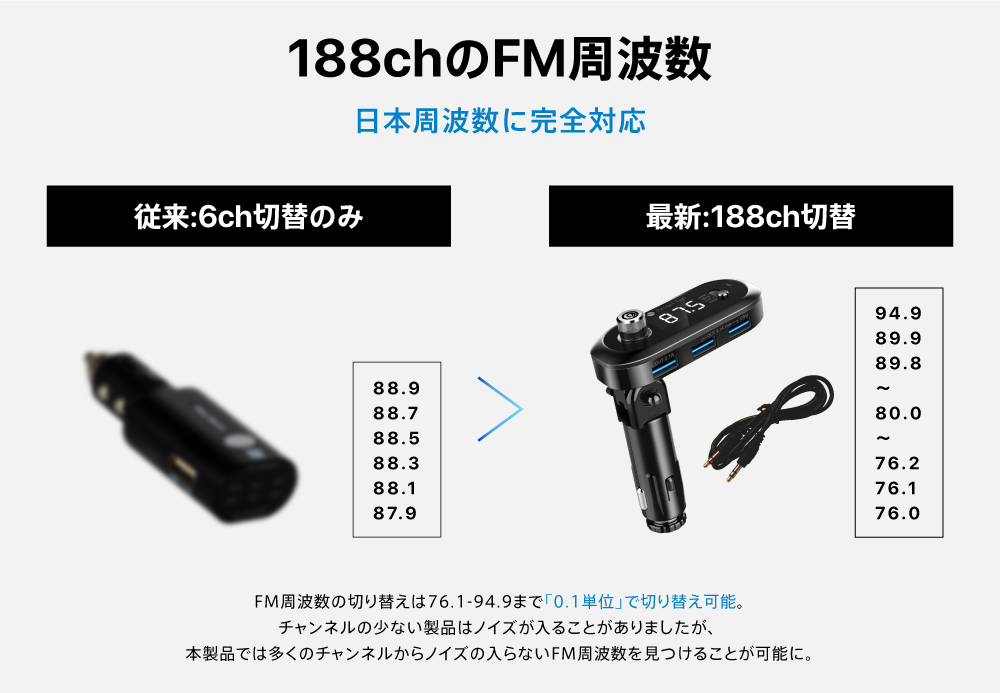 188chのFM周波数
日本周波数に完全対応
従来:6ch切替のみ
最新:188ch切替
88.9
88.7
88.5
88.3
88.1
87.9
87.5
94.9
89.9
89.8
~
80.0
~
76.2
76.1
76.0
FM周波数の切り替えは76.1-94.9まで「0.1単位」で切り替え可能。
チャンネルの少ない製品はノイズが入ることがありましたが、
本製品では多くのチャンネルからノイズの入らないFM周波数を見つけることが可能に。